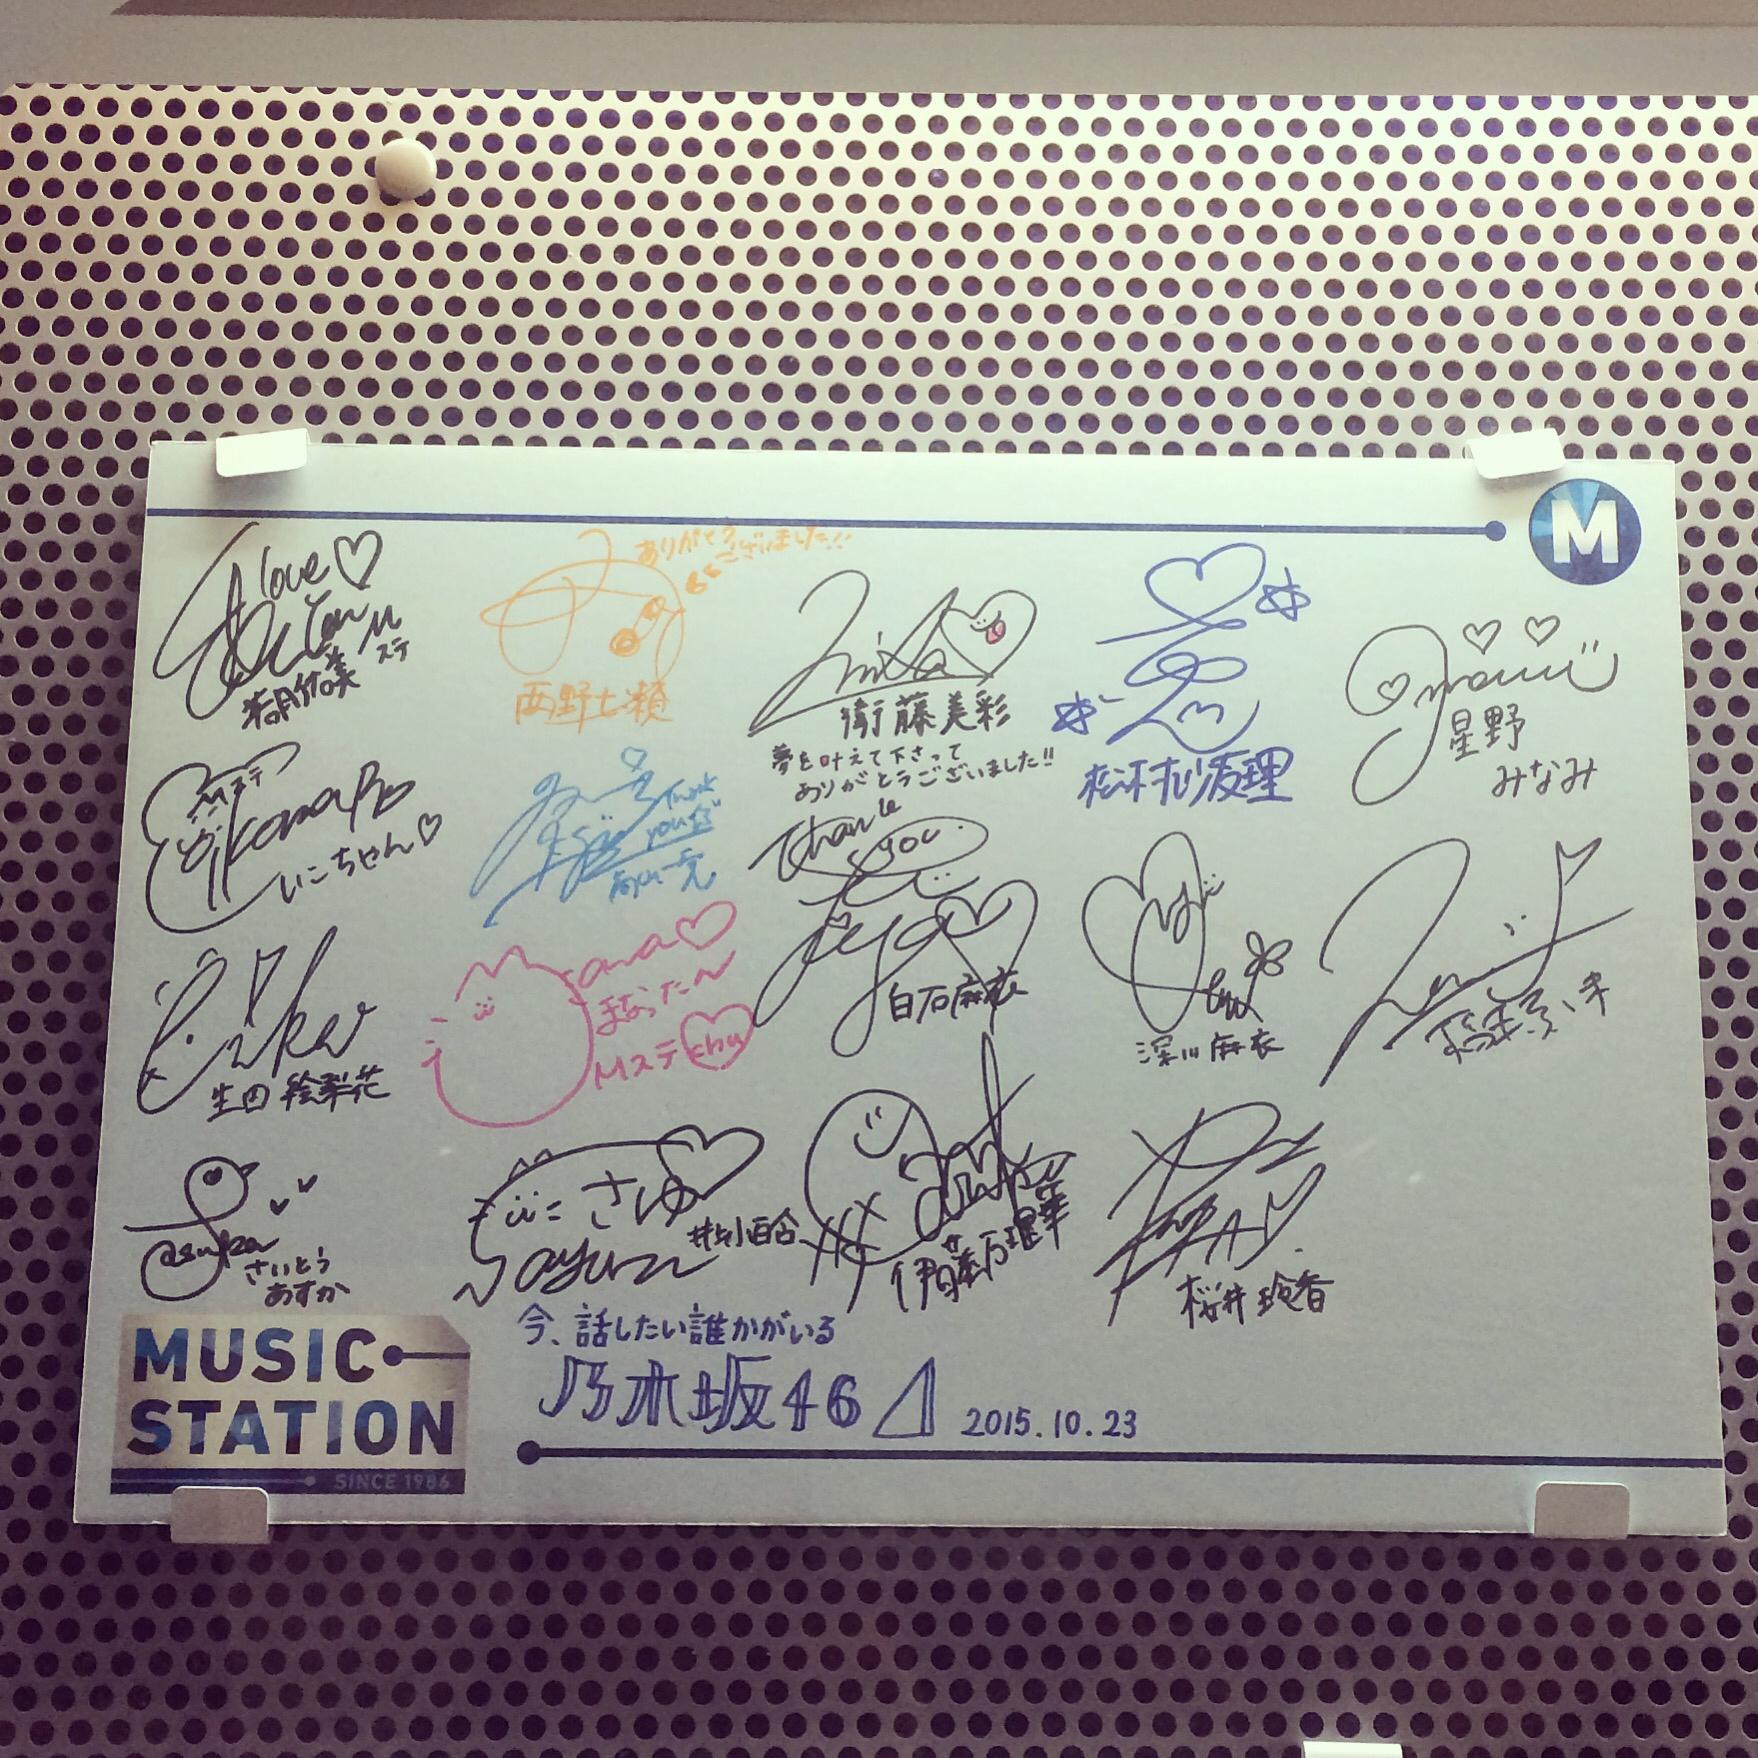 M
love
Mステ
若月佑美
ありがとうございました!!
西野七瀬
衛藤美彩
夢を叶えて下さって
ありがとうございました!!
松村沙友理
星野
みなみ
Mステ
いこちゃん
Thank
you
Thank
you
白石麻衣
深川麻衣
生田絵梨花
まなったん
Mステ chu
asuka
さいとう
あすか
さゆ
Sayuri
井上小百合
伊藤万理華
桜井玲香
MUSIC
STATION
SINCE 1986
今、話したい誰かがいる
乃木坂46
2015.10.23